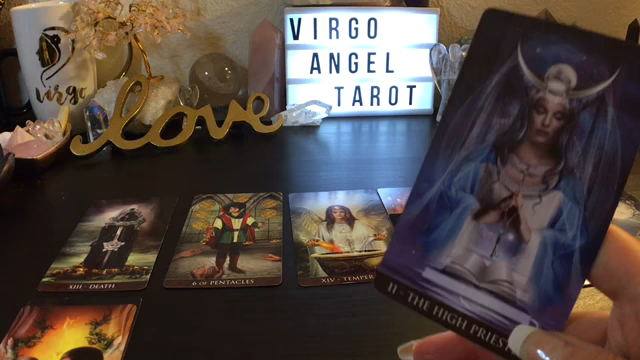 VIRGO
ANGEL
TAROT
virgo
love
XIII - DEATH
6 OF PENTACLES
XIV - TEMPER
II - THE HIGH PRIEST